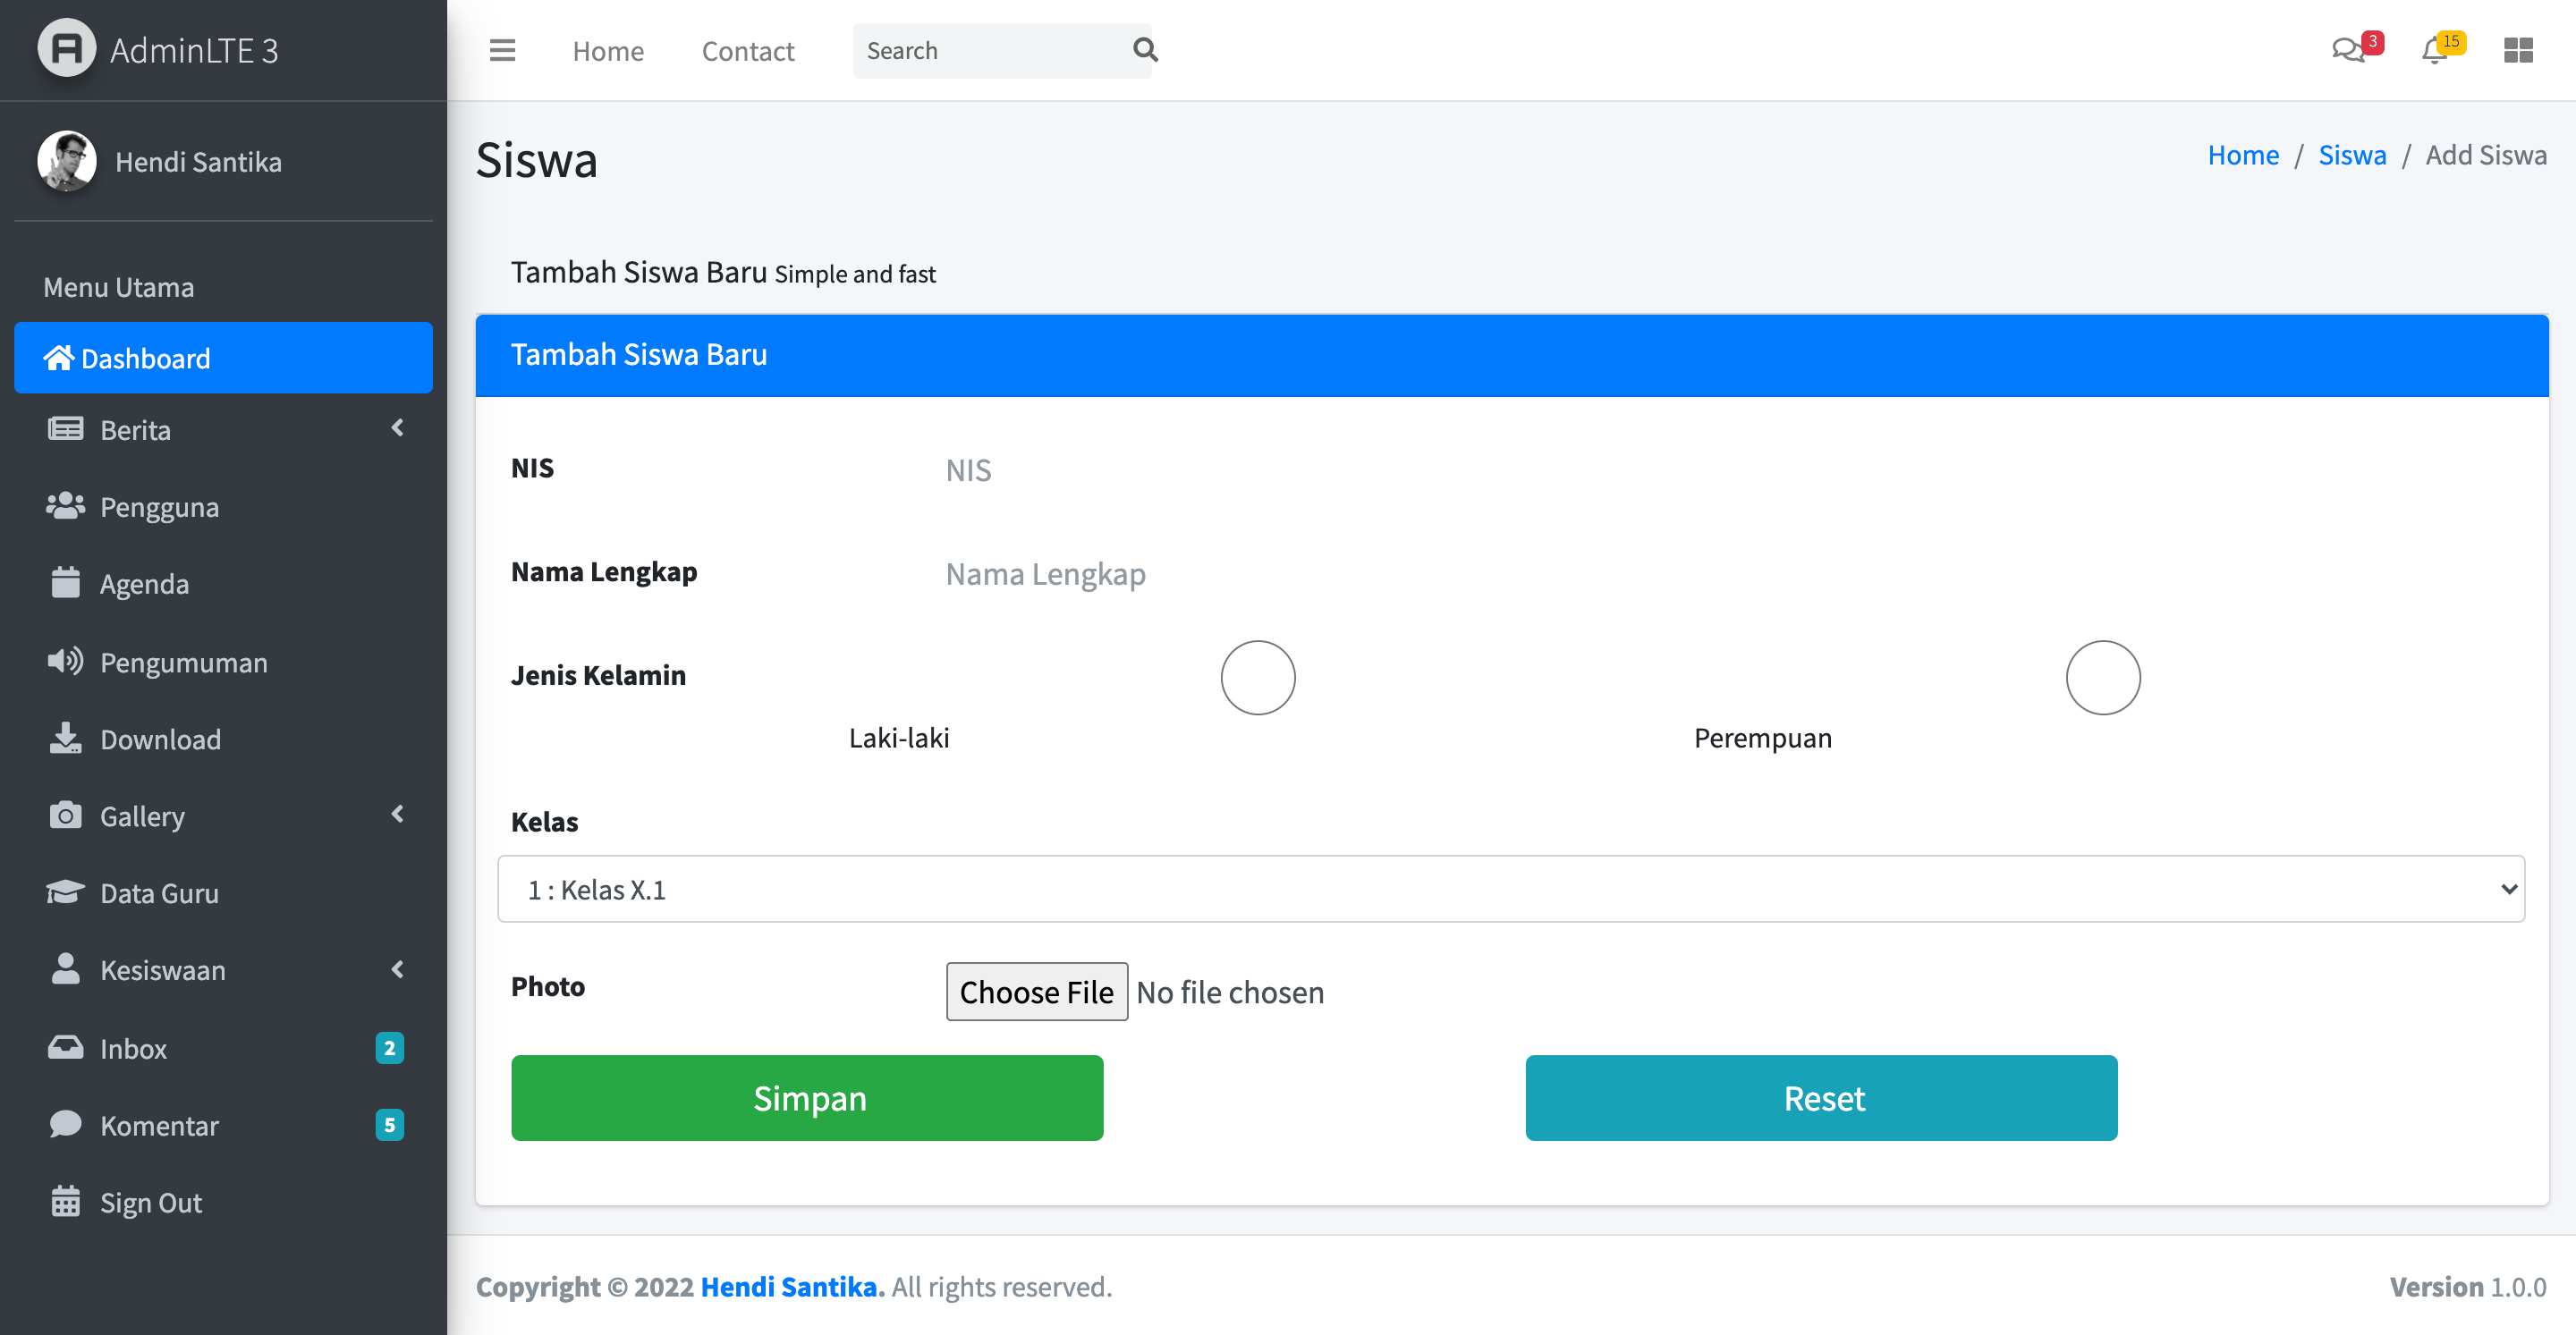 AdminLTE 3
Home
Contact
Search
3
15
Hendi Santika
Siswa
Home / Siswa / Add Siswa
Menu Utama
Dashboard
Berita
Pengguna
Agenda
Pengumuman
Download
Gallery
Data Guru
Kesiswaan
Inbox 2
Komentar 5
Sign Out
Tambah Siswa Baru Simple and fast
Tambah Siswa Baru
NIS
NIS
Nama Lengkap
Nama Lengkap
Jenis Kelamin
Laki-laki
Perempuan
Kelas
1 : Kelas X.1
Photo
Choose File No file chosen
Simpan
Reset
Copyright © 2022 Hendi Santika. All rights reserved.
Version 1.0.0